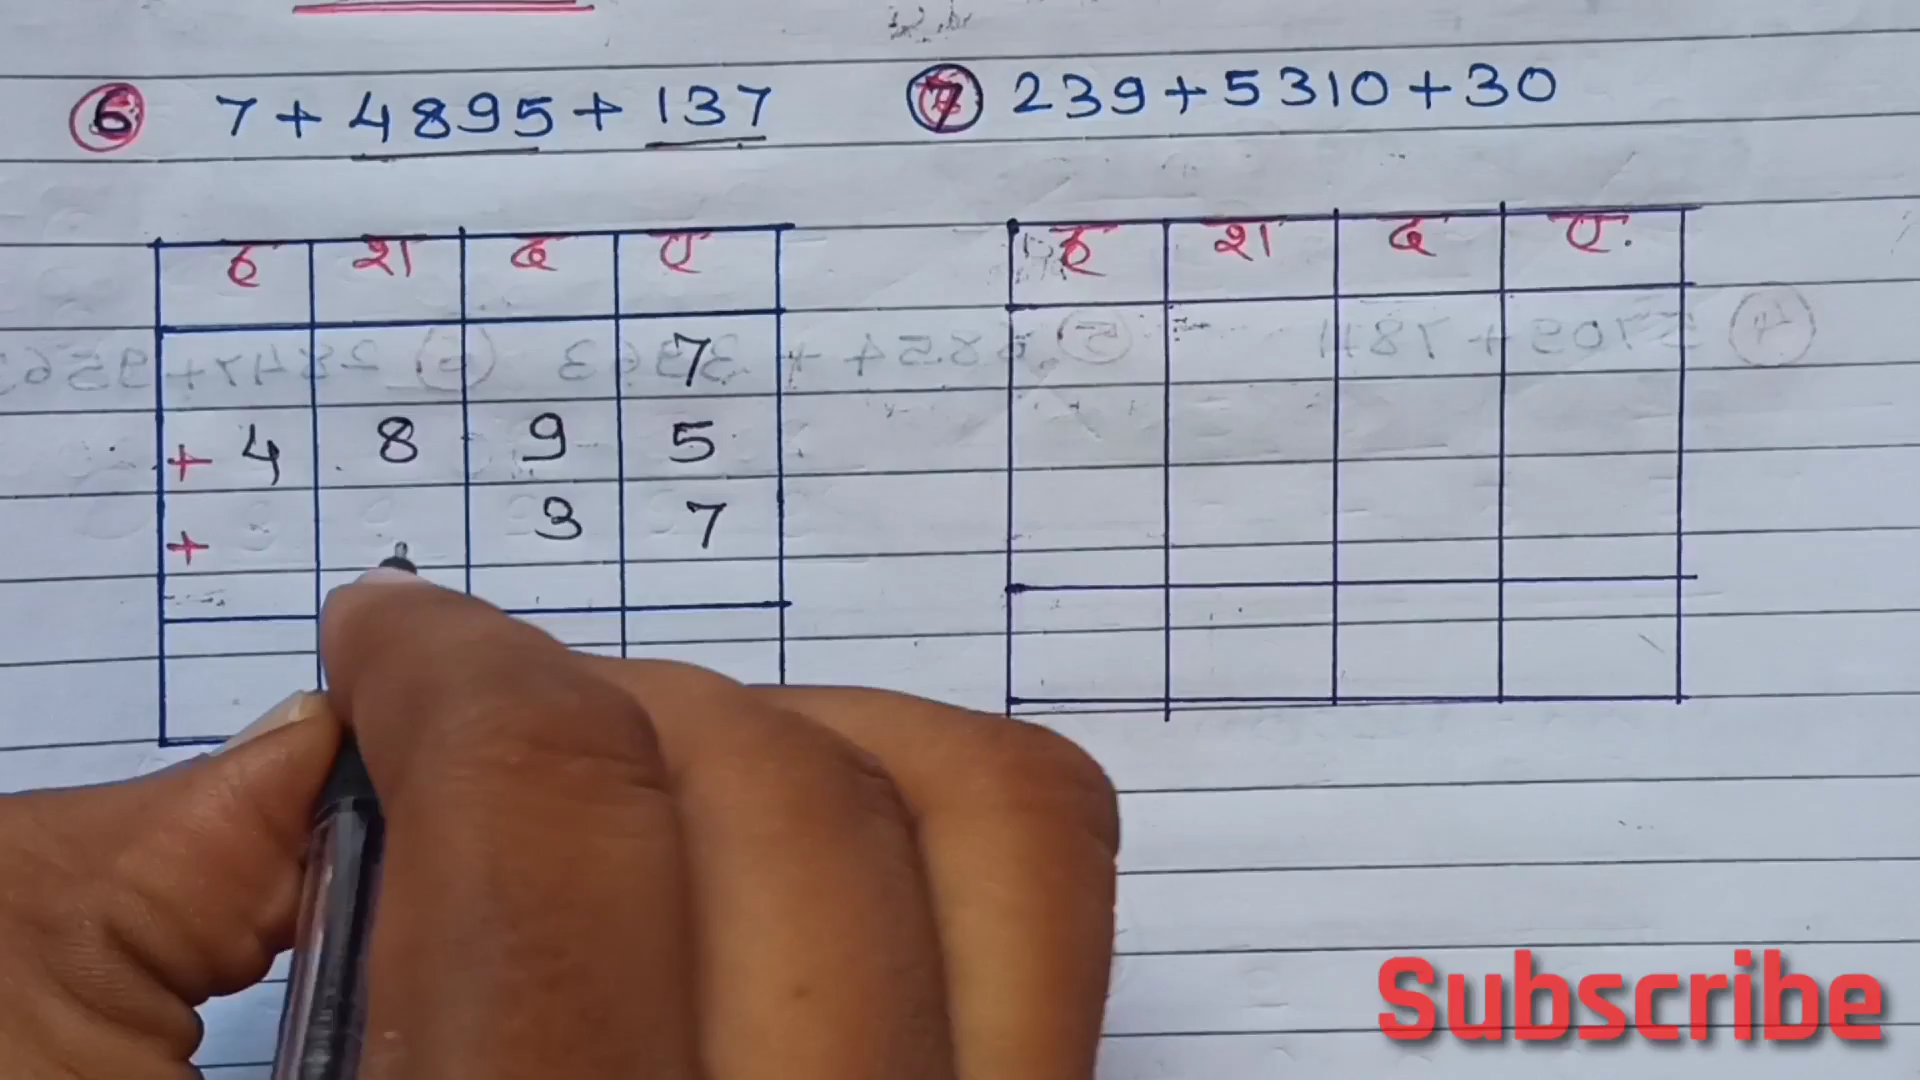 6 7 + 4895 + 137 7 239 + 5310 + 30
ह श द ए ह श द ए.
7
+ 4 8 9 5
+ 3 7
Subscribe